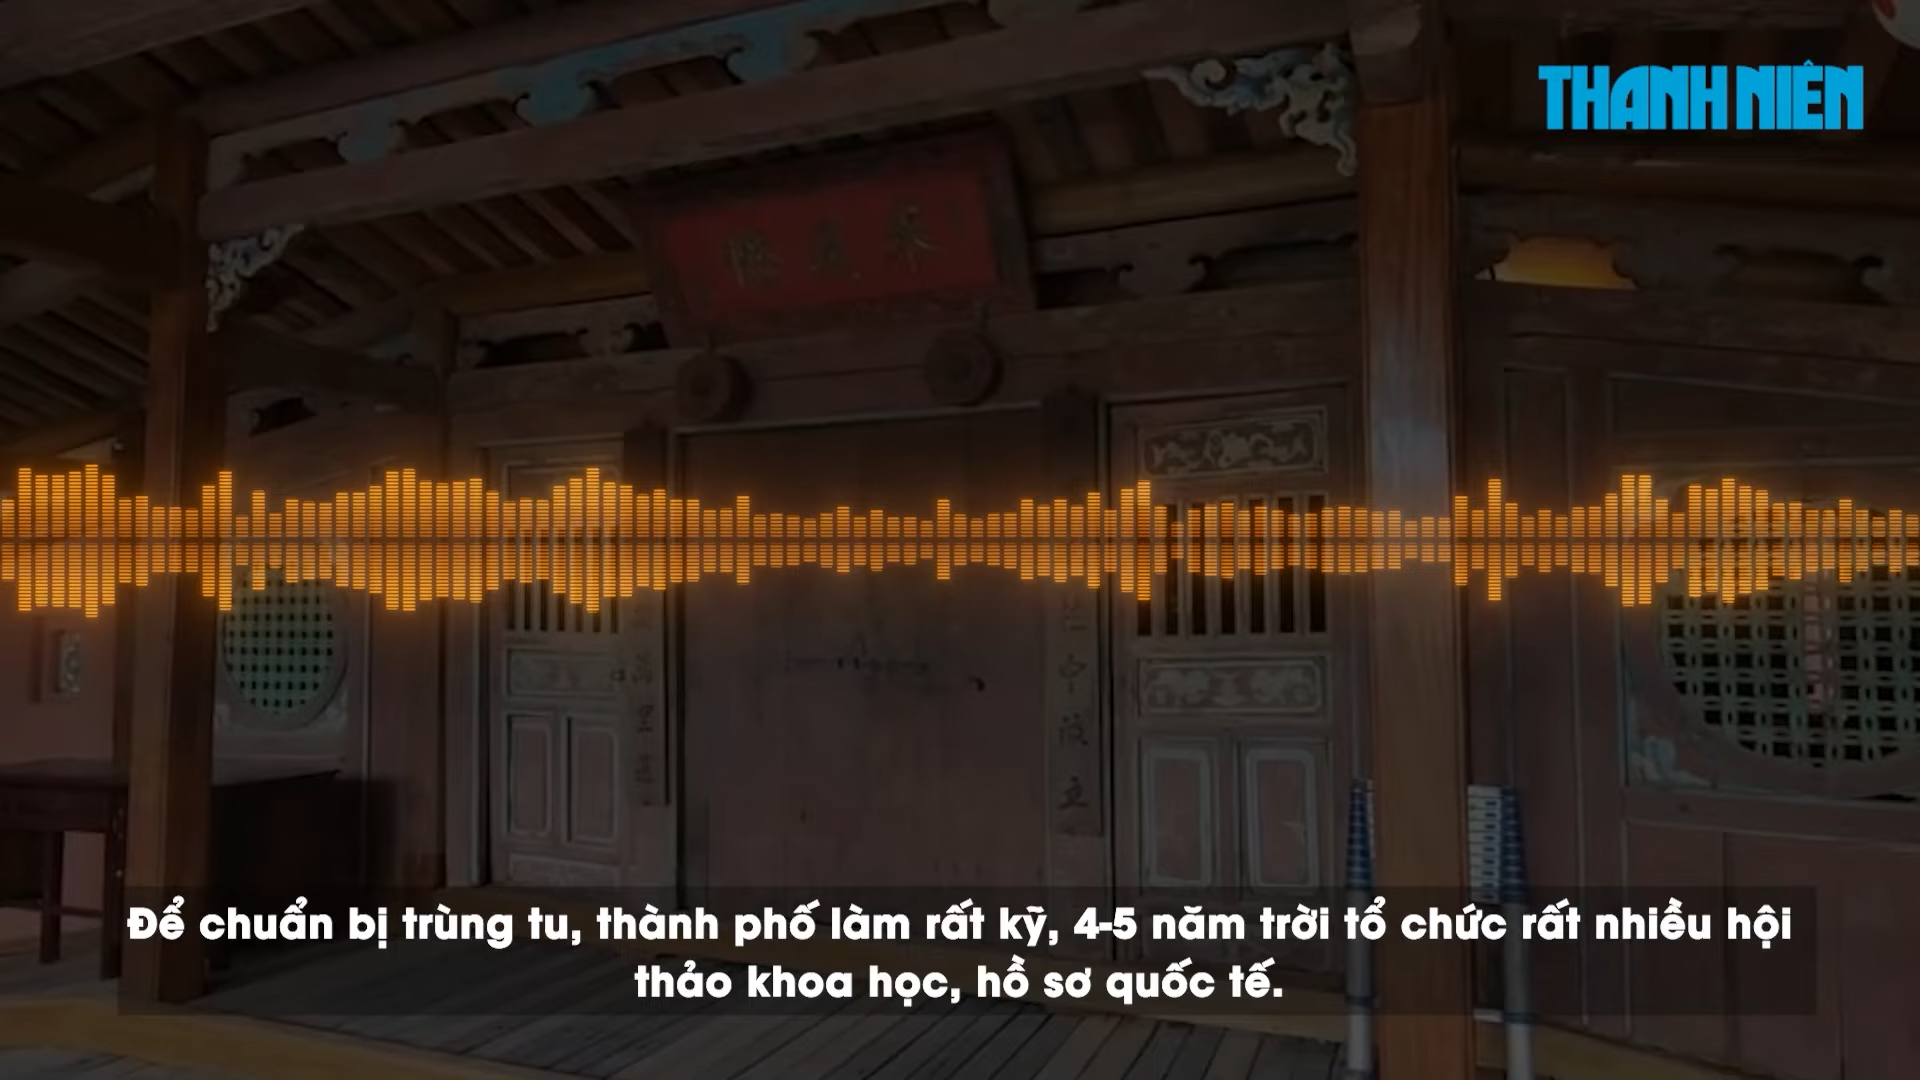 THANH NIÊN
Để chuẩn bị trùng tu, thành phố làm rất kỹ, 4-5 năm trời tổ chức rất nhiều hội
thảo khoa học, hồ sơ quốc tế.